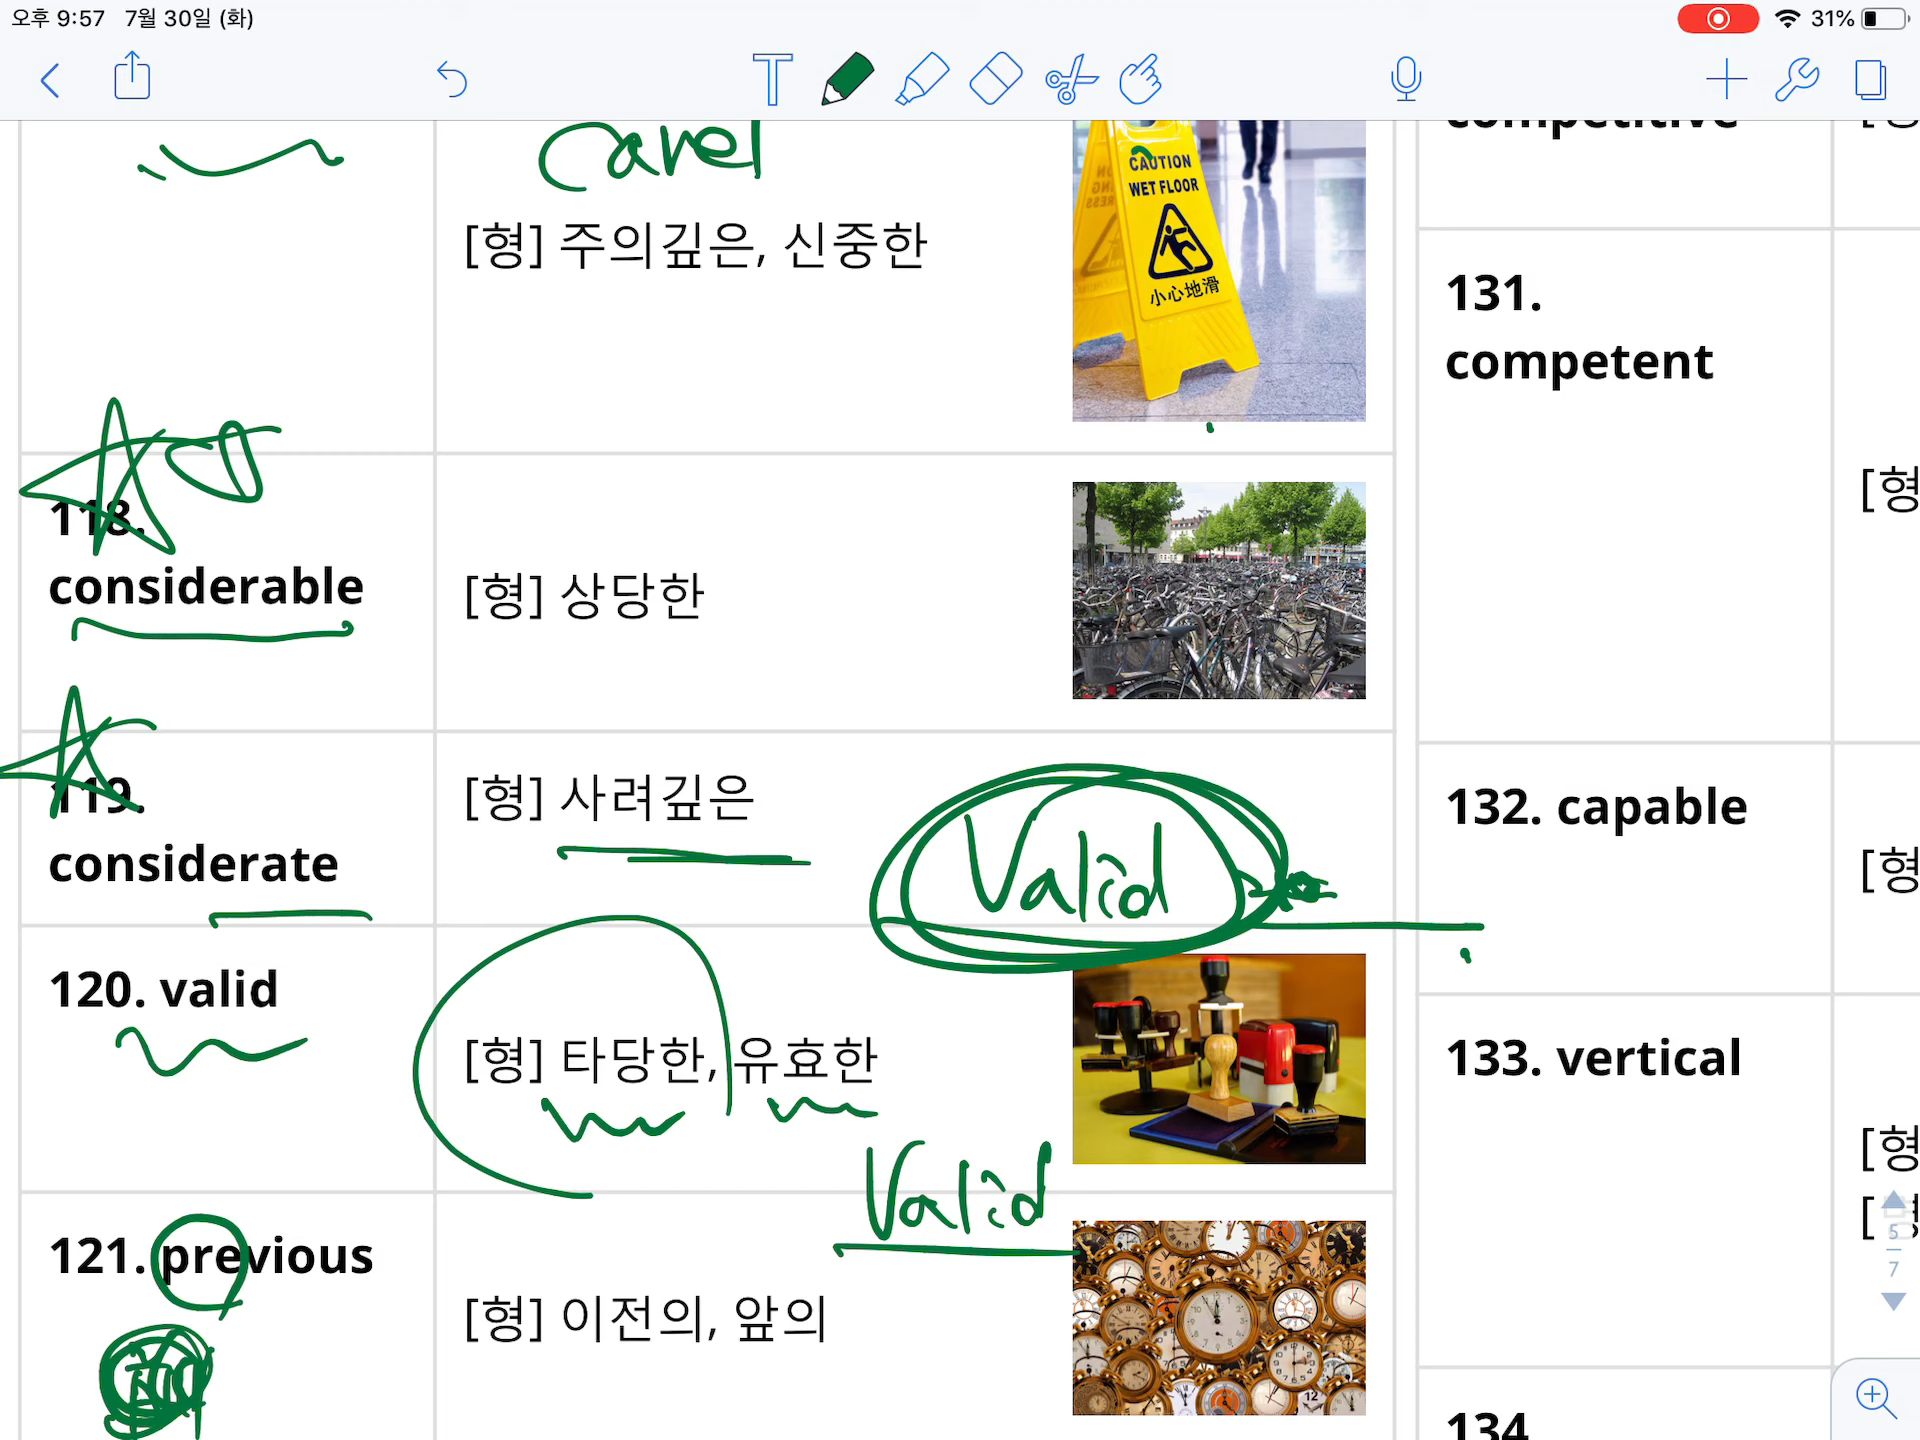 오후 9:57 7월 30일 (화)
31%
[형] 주의깊은, 신중한
CAUTION
WET FLOOR
小心地滑
118.
considerable
[형] 상당한
119.
considerate
[형] 사려깊은
Valid
120. valid
[형] 타당한, 유효한
Valid
121. previous
[형] 이전의, 앞의
competitive
131.
competent
[형
132. capable
[형
133. vertical
[형
5
7
134.